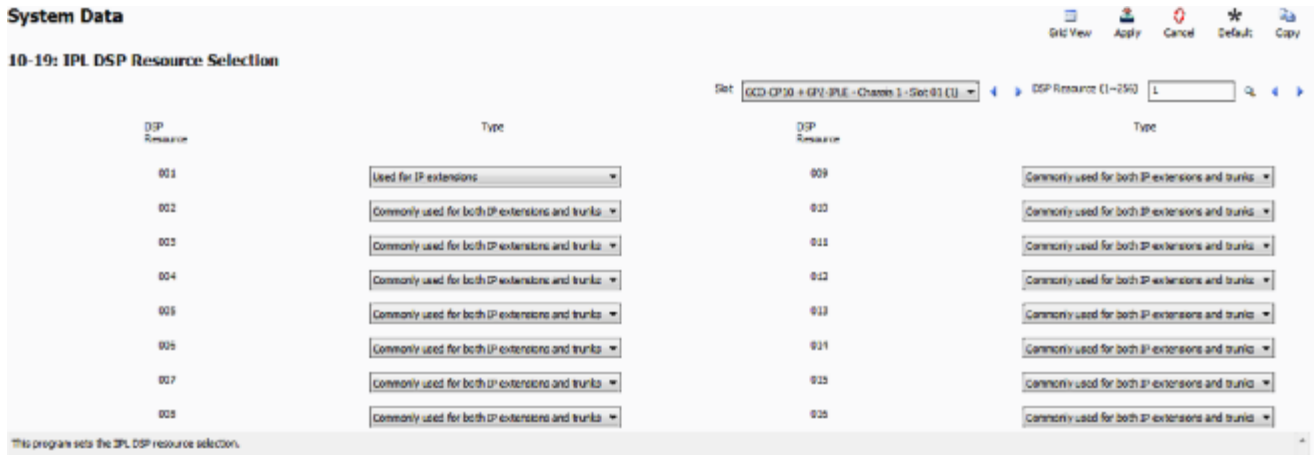 System Data
Grid View Apply Cancel Default Copy
10-19: IPL DSP Resource Selection
Slot GCD-CP10 + GPZ-IPLE - Chassis 1 - Slot 01 (1) DSP Resource (1~256) 1
DSP Resource Type DSP Resource Type
001 Used for IP extensions 009 Commonly used for both IP extensions and trunks
002 Commonly used for both IP extensions and trunks 010 Commonly used for both IP extensions and trunks
003 Commonly used for both IP extensions and trunks 011 Commonly used for both IP extensions and trunks
004 Commonly used for both IP extensions and trunks 012 Commonly used for both IP extensions and trunks
005 Commonly used for both IP extensions and trunks 013 Commonly used for both IP extensions and trunks
006 Commonly used for both IP extensions and trunks 014 Commonly used for both IP extensions and trunks
007 Commonly used for both IP extensions and trunks 015 Commonly used for both IP extensions and trunks
008 Commonly used for both IP extensions and trunks 016 Commonly used for both IP extensions and trunks
This program sets the IPL DSP resource selection.